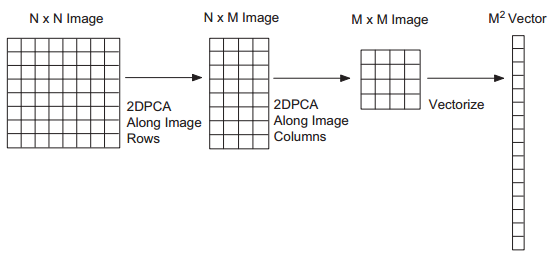 N x N Image
N x M Image
M x M Image
M² Vector
2DPCA
Along Image
Rows
2DPCA
Along Image
Columns
Vectorize